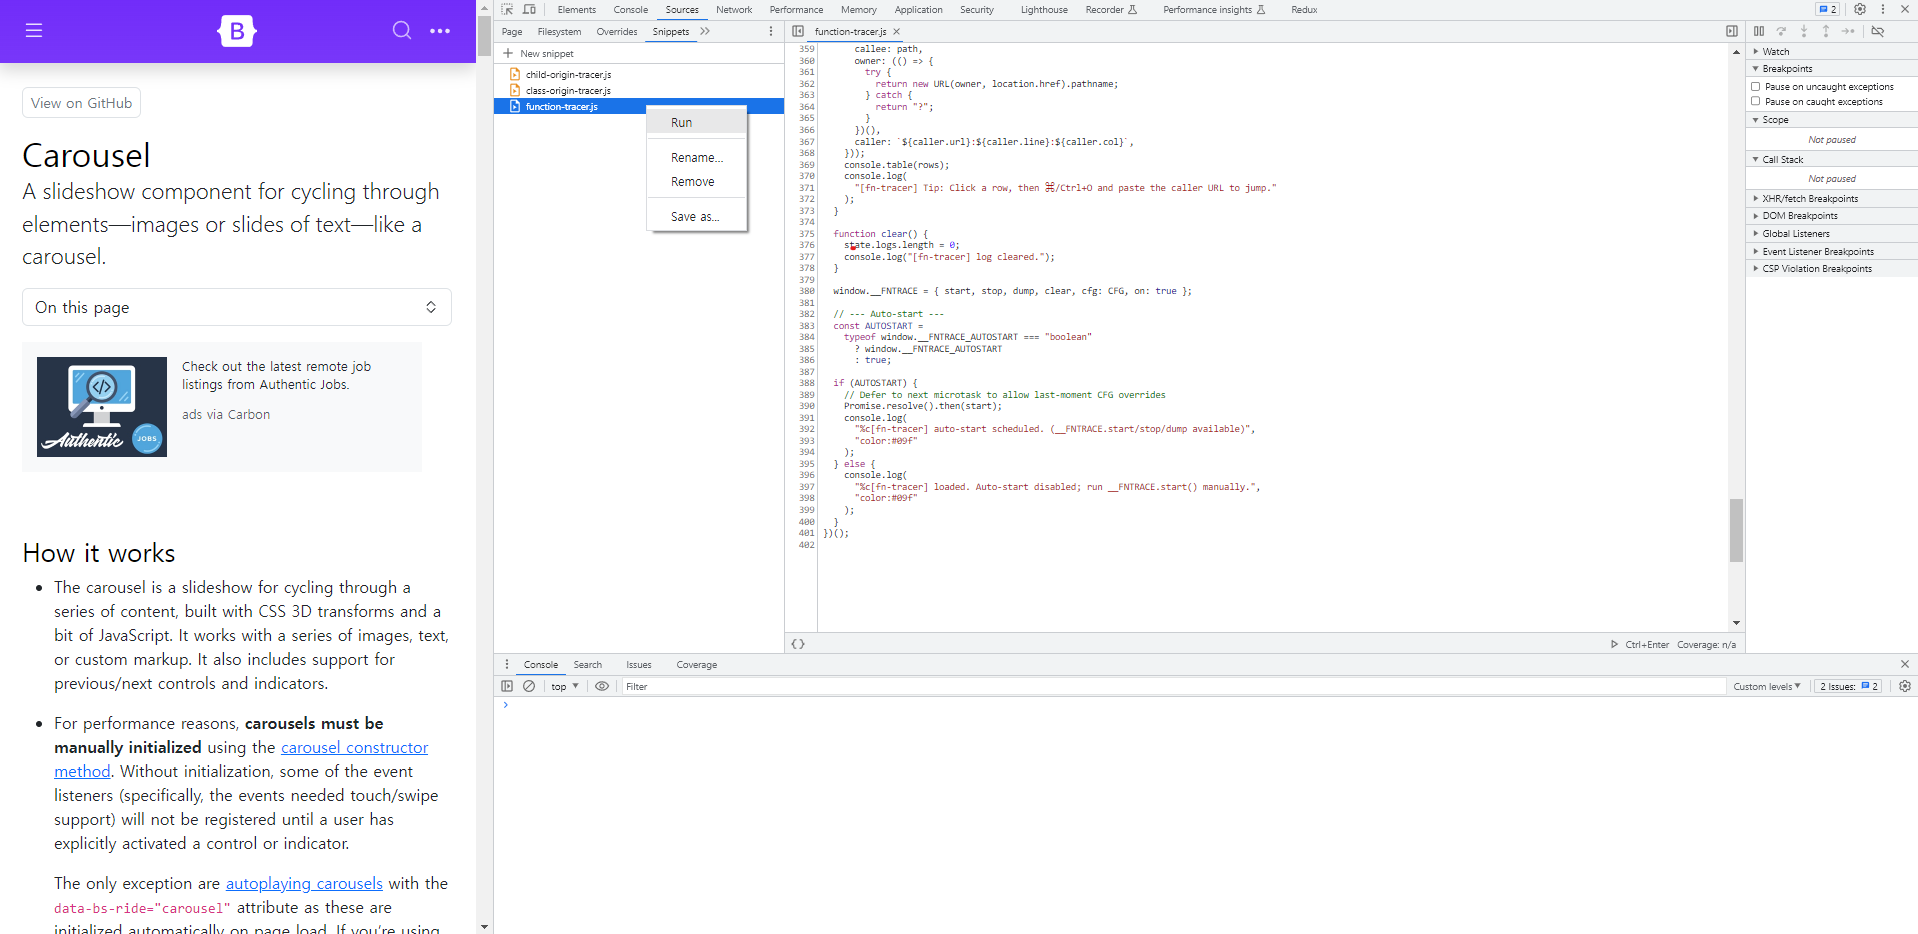 B
View on GitHub
Carousel
A slideshow component for cycling through
elements—images or slides of text—like a
carousel.
On this page
Authentic JOBS
Check out the latest remote job
listings from Authentic Jobs.
ads via Carbon
How it works
The carousel is a slideshow for cycling through a
series of content, built with CSS 3D transforms and a
bit of JavaScript. It works with a series of images, text,
or custom markup. It also includes support for
previous/next controls and indicators.
For performance reasons, carousels must be
manually initialized using the carousel constructor
method. Without initialization, some of the event
listeners (specifically, the events needed touch/swipe
support) will not be registered until a user has
explicitly activated a control or indicator.
The only exception are autoplaying carousels with the
data-bs-ride="carousel" attribute as these are
initialized automatically on page load. If you're using
Elements Console Sources Network Performance Memory Application Security Lighthouse Recorder Performance insights Redux 2
Page Filesystem Overrides Snippets
+ New snippet
child-origin-tracer.js
class-origin-tracer.js
function-tracer.js
Run
Rename...
Remove
Save as...
function-tracer.js
359 callee: path,
360 owner: (() => {
361 try {
362 return new URL(owner, location.href).pathname;
363 } catch {
364 return "?";
365 }
366 })(),
367 caller: `${caller.url}:${caller.line}:${caller.col}`,
368 }));
369 console.table(rows);
370 console.log(
371 "[fn-tracer] Tip: Click a row, then ⌘/Ctrl+O and paste the caller URL to jump."
372 );
373 }
374
375 function clear() {
376 state.logs.length = 0;
377 console.log("[fn-tracer] log cleared.");
378 }
379
380 window.__FNTRACE = { start, stop, dump, clear, cfg: CFG, on: true };
381
382 // --- Auto-start ---
383 const AUTOSTART =
384 typeof window.__FNTRACE_AUTOSTART === "boolean"
385 ? window.__FNTRACE_AUTOSTART
386 : true;
387
388 if (AUTOSTART) {
389 // Defer to next microtask to allow last-moment CFG overrides
390 Promise.resolve().then(start);
391 console.log(
392 "%c[fn-tracer] auto-start scheduled. (__FNTRACE.start/stop/dump available)",
393 "color:#09f"
394 );
395 } else {
396 console.log(
397 "%c[fn-tracer] loaded. Auto-start disabled; run __FNTRACE.start() manually.",
398 "color:#09f"
399 );
400 }
401 })();
402
{} Ctrl+Enter Coverage: n/a
Watch
Breakpoints
Pause on uncaught exceptions
Pause on caught exceptions
Scope
Not paused
Call Stack
Not paused
XHR/fetch Breakpoints
DOM Breakpoints
Global Listeners
Event Listener Breakpoints
CSP Violation Breakpoints
Console Search Issues Coverage
top Filter Custom levels 2 Issues: 2